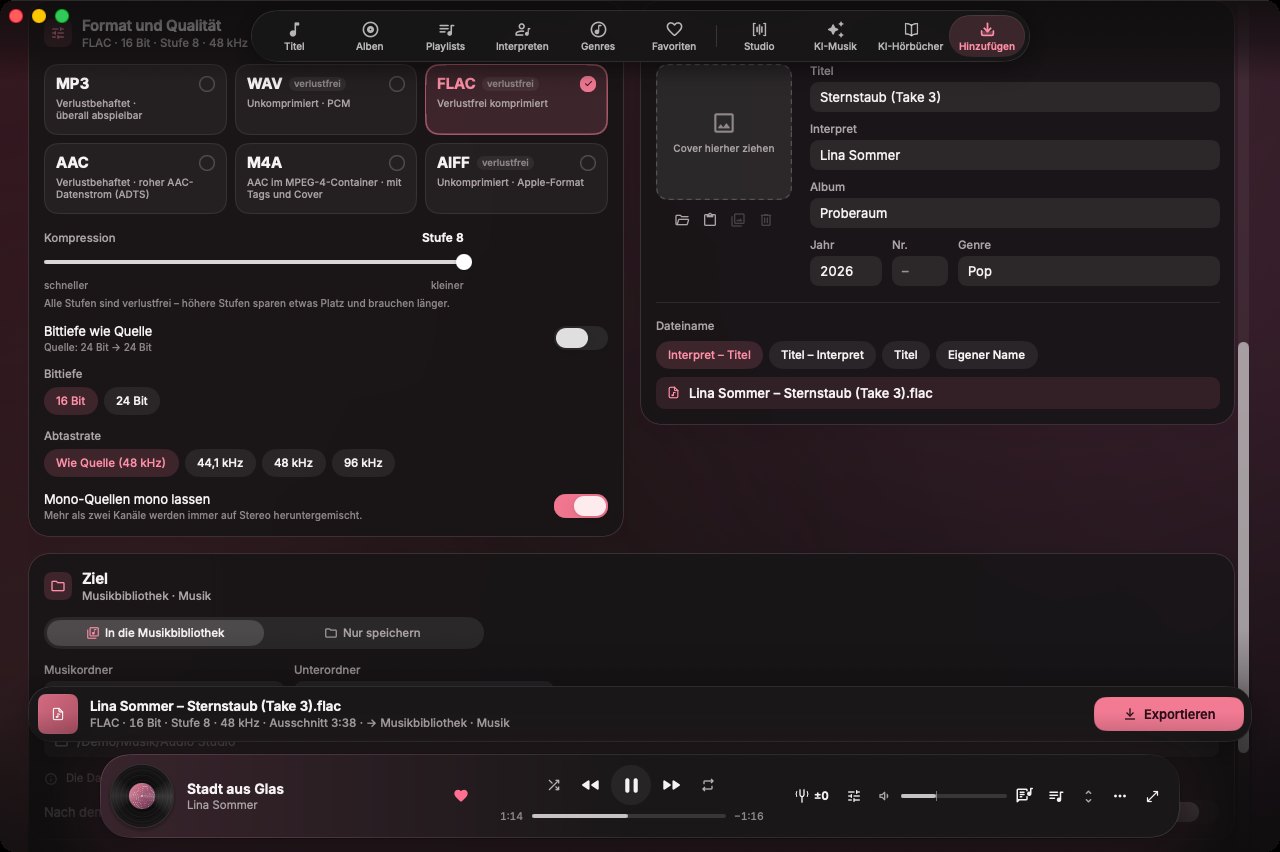 Format und Qualität
FLAC · 16 Bit · Stufe 8 · 48 kHz
Titel
Alben
Playlists
Interpreten
Genres
Favoriten
Studio
KI-Musik
KI-Hörbücher
Hinzufügen
MP3
Verlustbehaftet ·
überall abspielbar
WAV verlustfrei
Unkomprimiert · PCM
FLAC verlustfrei
Verlustfrei komprimiert
AAC
Verlustbehaftet · roher AAC-
Datenstrom (ADTS)
M4A
AAC im MPEG-4-Container · mit
Tags und Cover
AIFF verlustfrei
Unkomprimiert · Apple-Format
Kompression
Stufe 8
schneller
kleiner
Alle Stufen sind verlustfrei – höhere Stufen sparen etwas Platz und brauchen länger.
Bittiefe wie Quelle
Quelle: 24 Bit → 24 Bit
Bittiefe
16 Bit
24 Bit
Abtastrate
Wie Quelle (48 kHz)
44,1 kHz
48 kHz
96 kHz
Mono-Quellen mono lassen
Mehr als zwei Kanäle werden immer auf Stereo heruntergemischt.
Cover hierher ziehen
Titel
Sternstaub (Take 3)
Interpret
Lina Sommer
Album
Proberaum
Jahr
Nr.
Genre
2026
–
Pop
Dateiname
Interpret – Titel
Titel – Interpret
Titel
Eigener Name
Lina Sommer – Sternstaub (Take 3).flac
Ziel
Musikbibliothek · Musik
In die Musikbibliothek
Nur speichern
Musikordner
Unterordner
Lina Sommer – Sternstaub (Take 3).flac
FLAC · 16 Bit · Stufe 8 · 48 kHz · Ausschnitt 3:38 · → Musikbibliothek · Musik
Exportieren
/Demo/Musik/Audio Studio
Die Da
Nach dem
Stadt aus Glas
Lina Sommer
1:14
−1:16
±0